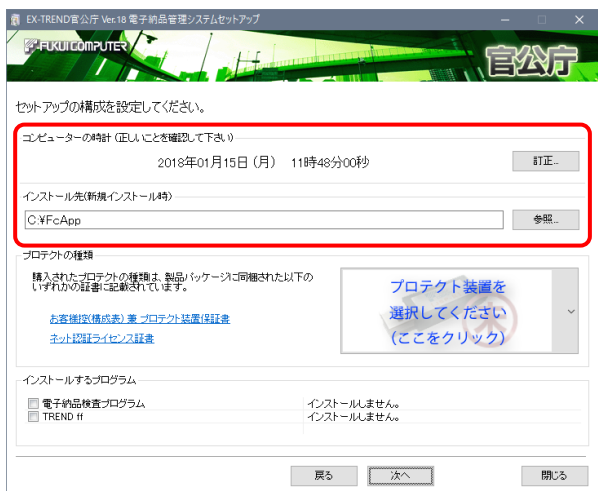 EX-TREND官公庁 Ver.18 電子納品管理システムセットアップ
FUKUI COMPUTER
官公庁
セットアップの構成を設定してください。
コンピューターの時計 (正しいことを確認して下さい)
2018年01月15日 (月) 11時48分00秒
訂正...
インストール先(新規インストール時)
C:¥FcApp
参照...
プロテクトの種類
購入されたプロテクトの種類は、製品パッケージに同梱された以下の
いずれかの証書に記載されています。
お客様控(構成表) 兼 プロテクト装置保証書
ネット認証ライセンス証書
プロテクト装置を
選択してください
(ここをクリック)
インストールするプログラム
電子納品検査プログラム インストールしません。
TREND ff インストールしません。
戻る 次へ 閉じる